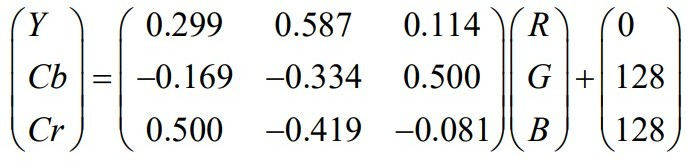 Y 0.299 0.587 0.114 R 0
Cb = −0.169 −0.334 0.500 G + 128
Cr 0.500 −0.419 −0.081 B 128